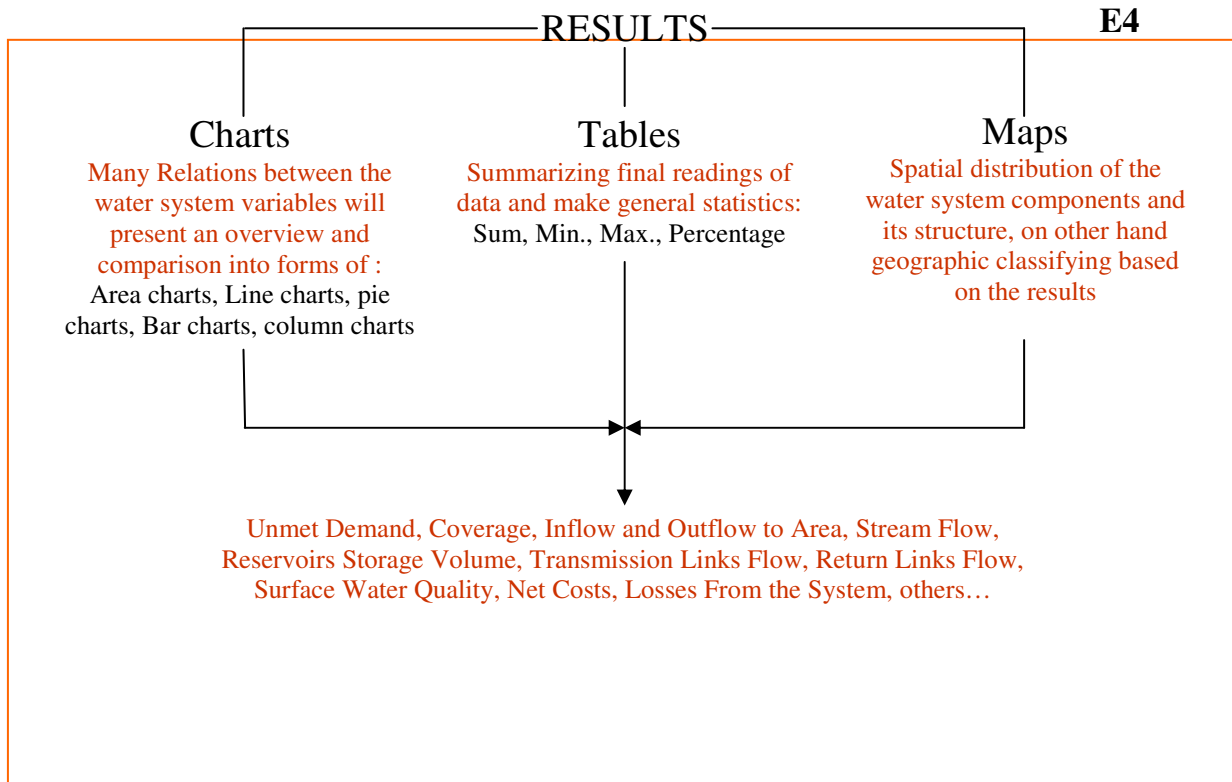 E4
RESULTS
Charts
Many Relations between the
water system variables will
present an overview and
comparison into forms of :
Area charts, Line charts, pie
charts, Bar charts, column charts
Tables
Summarizing final readings of
data and make general statistics:
Sum, Min., Max., Percentage
Maps
Spatial distribution of the
water system components and
its structure, on other hand
geographic classifying based
on the results
Unmet Demand, Coverage, Inflow and Outflow to Area, Stream Flow,
Reservoirs Storage Volume, Transmission Links Flow, Return Links Flow,
Surface Water Quality, Net Costs, Losses From the System, others…